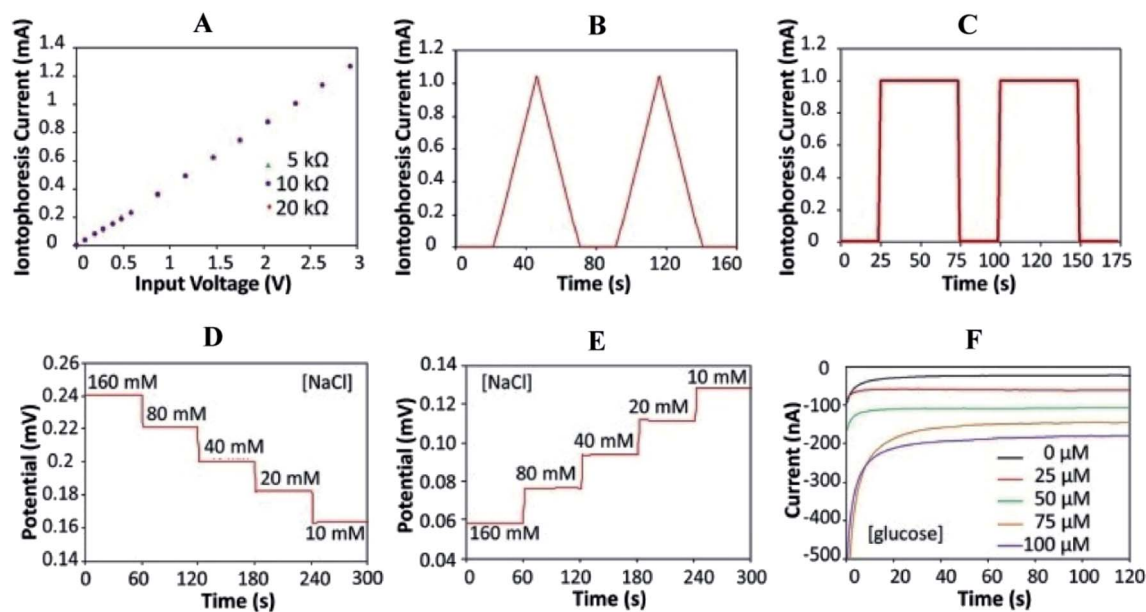 A
Iontophoresis Current (mA)
1.4
1.2
1.0
0.8
0.6
0.4
0.2
0
0
0.5
1
1.5
2
2.5
3
Input Voltage (V)
5 kΩ
10 kΩ
20 kΩ
B
Iontophoresis Current (mA)
1.2
1.0
0.8
0.6
0.4
0.2
0
0
40
80
120
160
Time (s)
C
Iontophoresis Current (mA)
1.2
1.0
0.8
0.6
0.4
0.2
0
0
25
50
75
100
125
150
175
Time (s)
D
Potential (mV)
0.26
0.24
0.22
0.2
0.18
0.16
0.14
[NaCl]
160 mM
80 mM
40 mM
20 mM
10 mM
0
60
120
180
240
300
Time (s)
E
Potential (mV)
0.14
0.12
0.10
0.08
0.06
0.04
[NaCl]
10 mM
20 mM
40 mM
80 mM
160 mM
0
60
120
180
240
300
Time (s)
F
Current (nA)
0
-100
-200
-300
-400
-500
0 µM
25 µM
50 µM
75 µM
100 µM
[glucose]
0
20
40
60
80
100
120
Time (s)